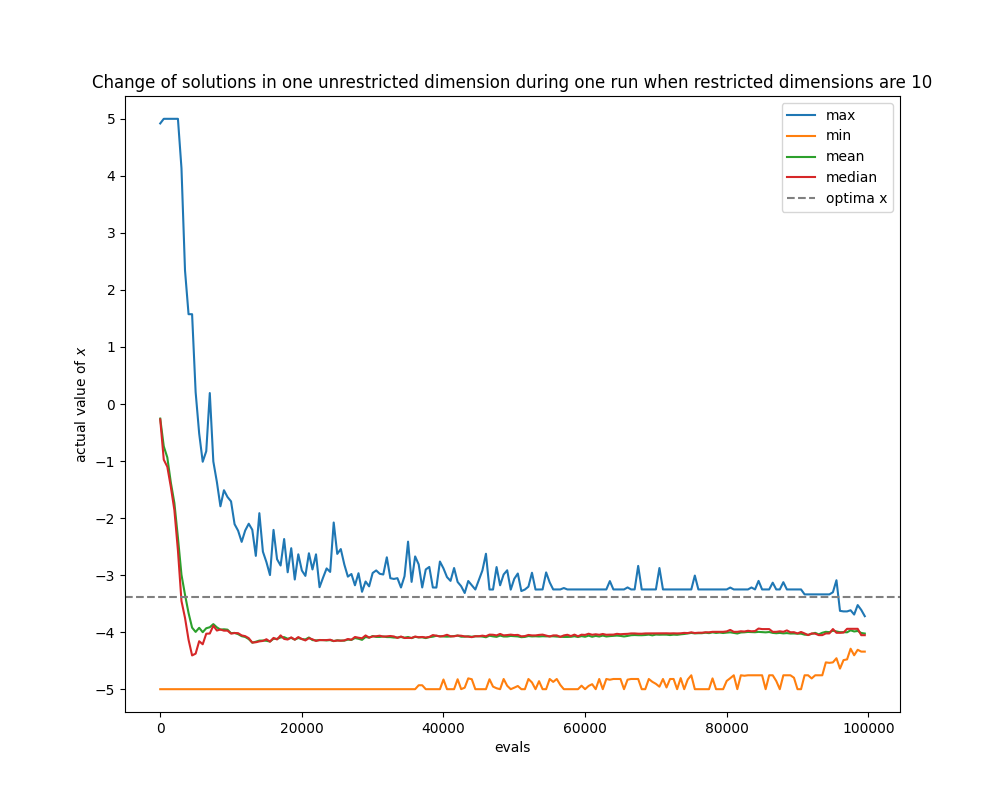 Change of solutions in one unrestricted dimension during one run when restricted dimensions are 10
max
min
mean
median
optima x
5
4
3
2
1
0
−1
−2
−3
−4
−5
actual value of x
0 20000 40000 60000 80000 100000
evals